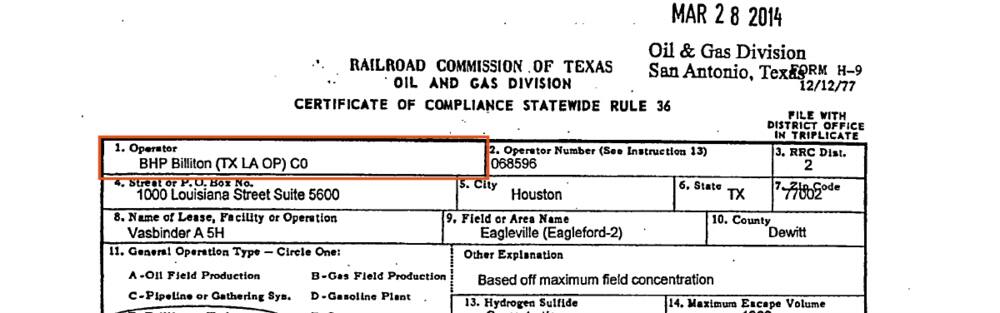 MAR 28 2014
Oil & Gas Division
San Antonio, Texas
FORM H-9
12/12/77
RAILROAD COMMISSION OF TEXAS
OIL AND GAS DIVISION
CERTIFICATE OF COMPLIANCE STATEWIDE RULE 36
FILE WITH
DISTRICT OFFICE
IN TRIPLICATE
1. Operator
BHP Billiton (TX LA OP) C0
2. Operator Number (See Instruction 13)
068596
3. RRC Dist.
2
4. Street or P.O. Box No.
1000 Louisiana Street Suite 5600
5. City
Houston
6. State
TX
7. Zip Code
77002
8. Name of Lease, Facility or Operation
Vasbinder A 5H
9. Field or Area Name
Eagleville (Eagleford-2)
10. County
Dewitt
11. General Operation Type — Circle One:
A -Oil Field Production B -Gas Field Production
C -Pipeline or Gathering Sys. D -Gasoline Plant
Other Explanation
Based off maximum field concentration
13. Hydrogen Sulfide
14. Maximum Escape Volume